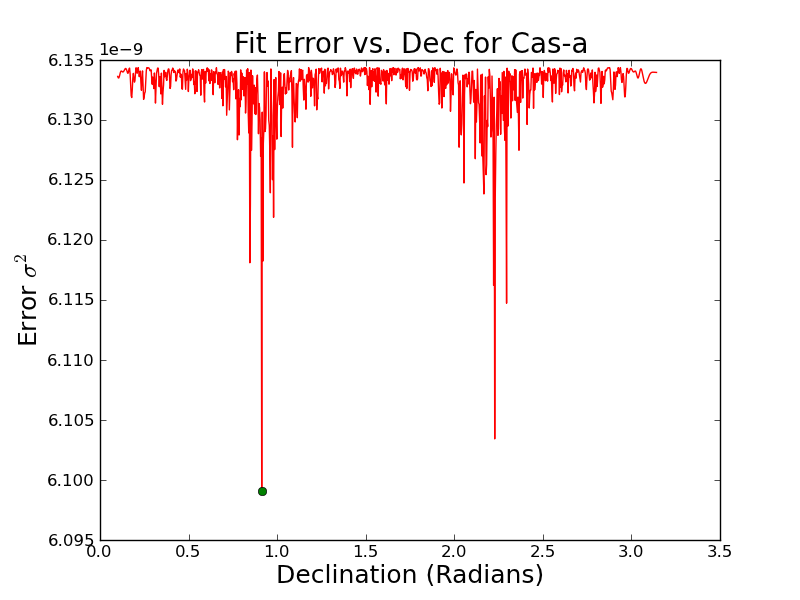 Fit Error vs. Dec for Cas-a
1e−9
6.135
6.130
6.125
6.120
6.115
6.110
6.105
6.100
6.095
Error σ²
0.0 0.5 1.0 1.5 2.0 2.5 3.0 3.5
Declination (Radians)